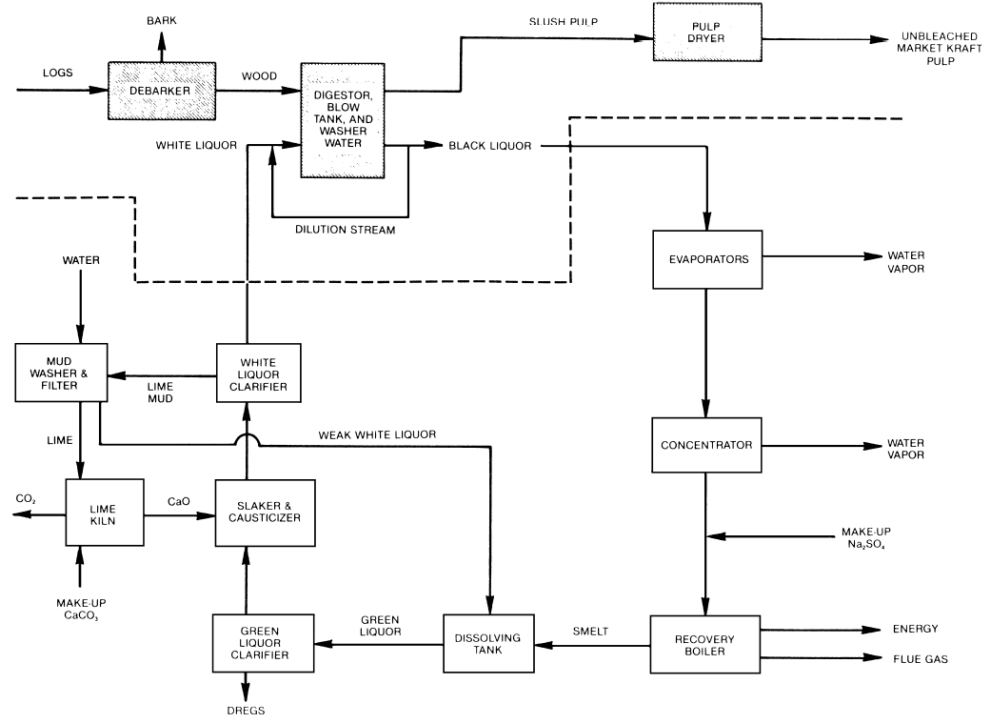 BARK
SLUSH PULP
PULP
DRYER
UNBLEACHED
MARKET KRAFT
PULP
LOGS
DEBARKER
WOOD
DIGESTOR,
BLOW
TANK, AND
WASHER
WATER
WHITE LIQUOR
BLACK LIQUOR
DILUTION STREAM
WATER
EVAPORATORS
WATER
VAPOR
MUD
WASHER &
FILTER
LIME
MUD
WHITE
LIQUOR
CLARIFIER
LIME
WEAK WHITE LIQUOR
CONCENTRATOR
WATER
VAPOR
CO₂
LIME
KILN
CaO
SLAKER &
CAUSTICIZER
MAKE-UP
Na₂SO₄
MAKE-UP
CaCO₃
GREEN
LIQUOR
CLARIFIER
GREEN
LIQUOR
DISSOLVING
TANK
SMELT
RECOVERY
BOILER
ENERGY
FLUE GAS
DREGS